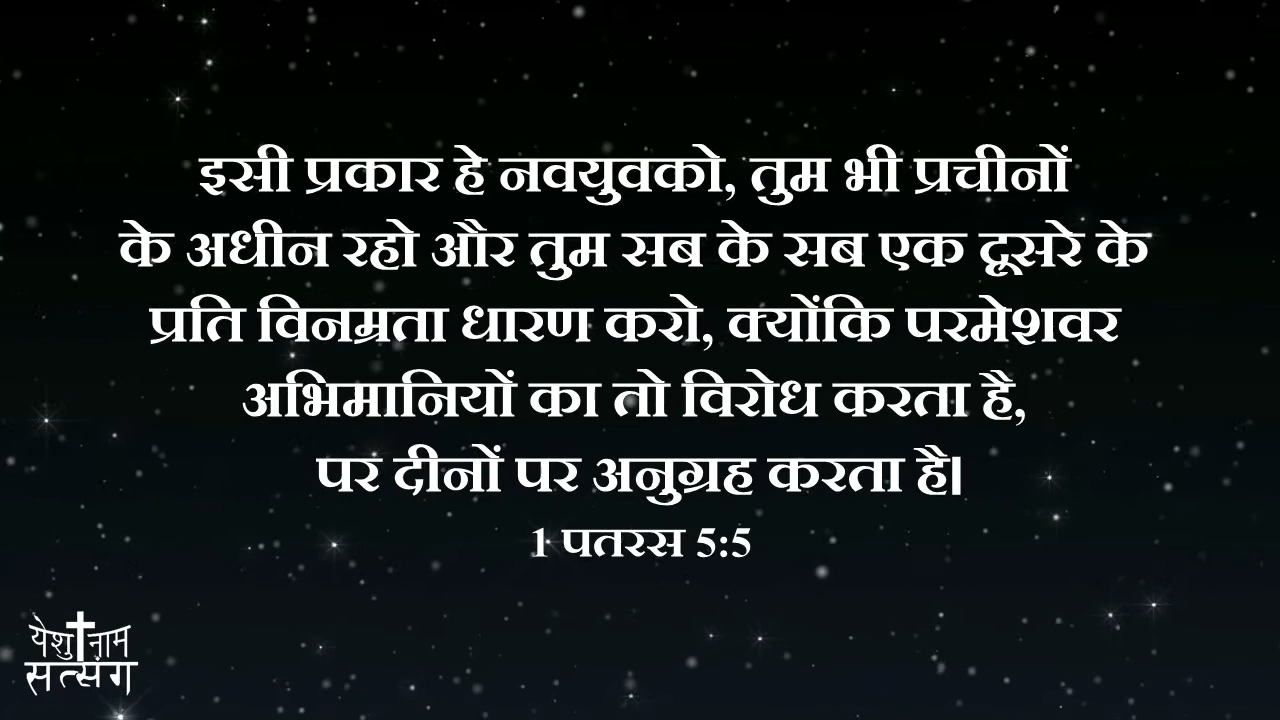 इसी प्रकार हे नवयुवको, तुम भी प्रचीनों
के अधीन रहो और तुम सब के सब एक दूसरे के
प्रति विनम्रता धारण करो, क्योंकि परमेशवर
अभिमानियों का तो विरोध करता है,
पर दीनों पर अनुग्रह करता है।
1 पतरस 5:5
येशु नाम
सत्संग